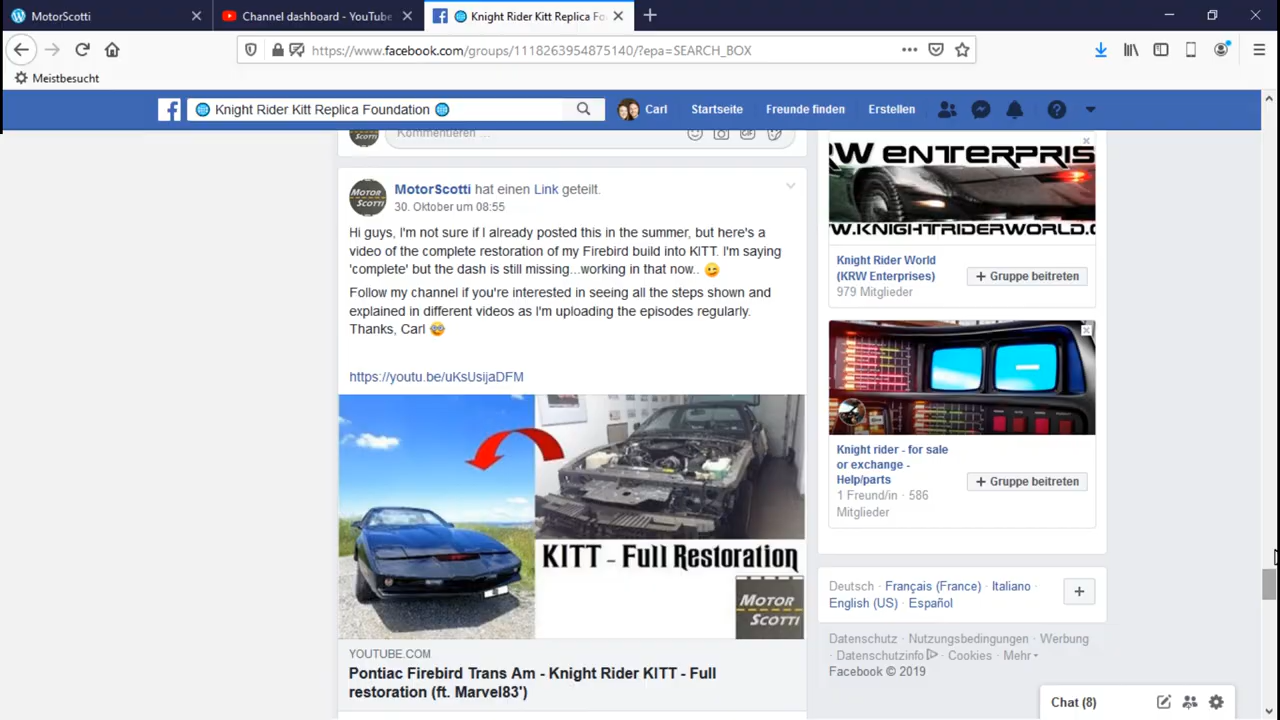 MotorScotti
Channel dashboard - YouTube
Knight Rider Kitt Replica Fo
https://www.facebook.com/groups/1118263954875140/?epa=SEARCH_BOX
Meistbesucht
Knight Rider Kitt Replica Foundation
Carl
Startseite
Freunde finden
Erstellen
Kommentieren ...
MotorScotti hat einen Link geteilt.
30. Oktober um 08:55
Hi guys, I'm not sure if I already posted this in the summer, but here's a
video of the complete restoration of my Firebird build into KITT. I'm saying
'complete' but the dash is still missing...working in that now..
Follow my channel if you're interested in seeing all the steps shown and
explained in different videos as I'm uploading the episodes regularly.
Thanks, Carl
https://youtu.be/uKsUsijaDFM
KITT - Full Restoration
MOTOR
SCOTTI
YOUTUBE.COM
Pontiac Firebird Trans Am - Knight Rider KITT - Full
restoration (ft. Marvel83')
RW ENTERPRIS
W.KNIGHTRIDERWORLD.C
Knight Rider World
(KRW Enterprises)
979 Mitglieder
+ Gruppe beitreten
Knight rider - for sale
or exchange -
Help/parts
1 Freund/in · 586
Mitglieder
+ Gruppe beitreten
Deutsch · Français (France) · Italiano ·
English (US) · Español
Datenschutz · Nutzungsbedingungen · Werbung
· Datenschutzinfo · Cookies · Mehr
Facebook © 2019
Chat (8)